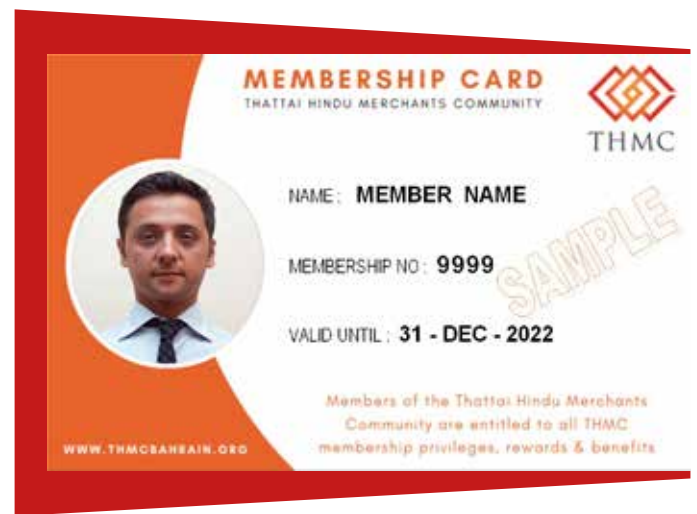 MEMBERSHIP CARD
THATTAI HINDU MERCHANTS COMMUNITY
THMC
NAME: MEMBER NAME
MEMBERSHIP NO: 9999
SAMPLE
VALID UNTIL: 31 - DEC - 2022
Members of the Thattai Hindu Merchants
Community are entitled to all THMC
membership privileges, rewards & benefits
WWW.THMCBAHRAIN.ORG